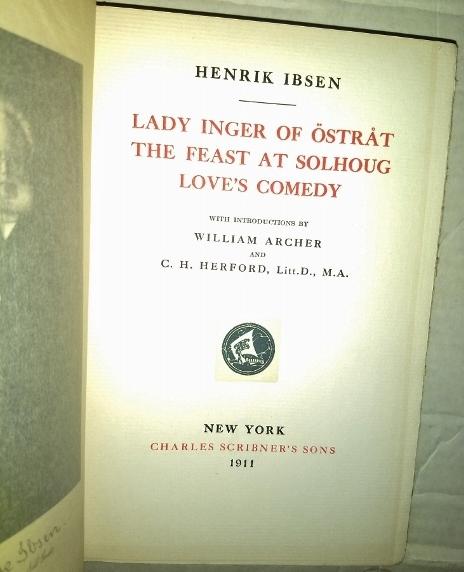 HENRIK IBSEN
LADY INGER OF ÖSTRÅT
THE FEAST AT SOLHOUG
LOVE'S COMEDY
WITH INTRODUCTIONS BY
WILLIAM ARCHER
AND
C. H. HERFORD, Litt.D., M.A.
NEW YORK
CHARLES SCRIBNER'S SONS
1911
Ibsen.